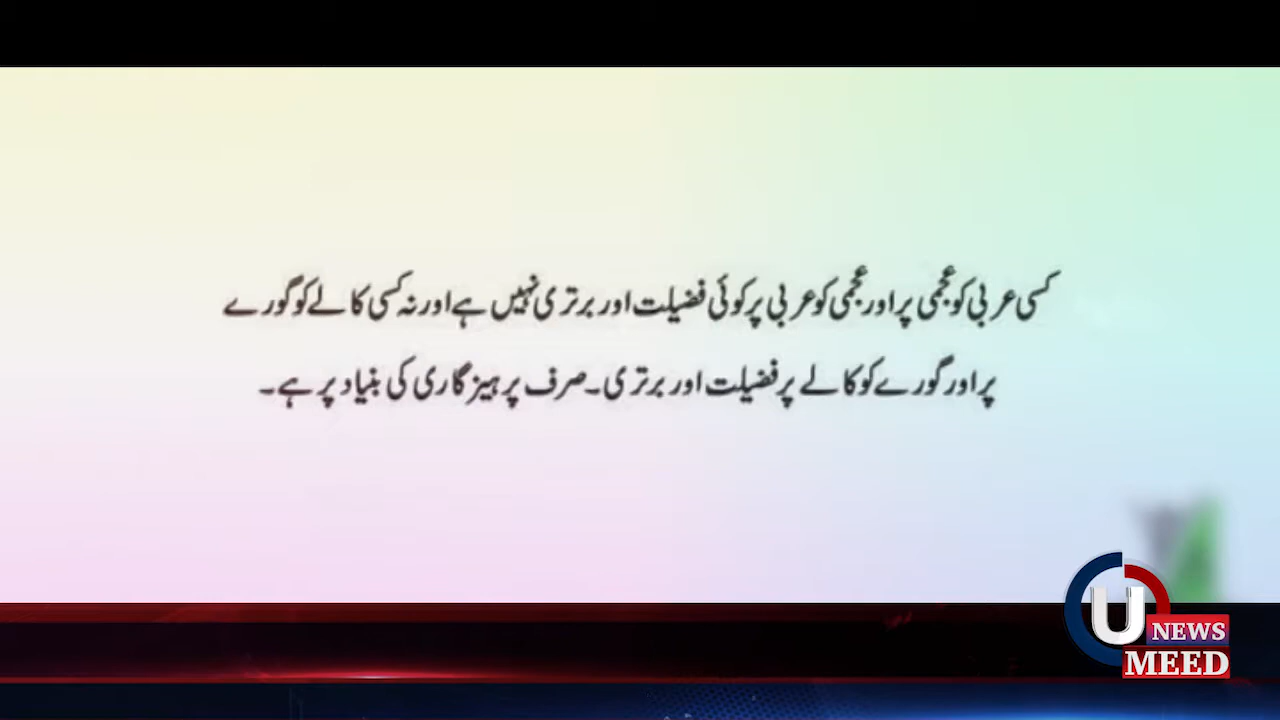 کسی عربی کو عجمی پر اور عجمی کو عربی پر کوئی فضیلت اور برتری نہیں ہے اور نہ کسی کالے کو گورے
پر اور گورے کو کالے پر فضیلت اور برتری۔ صرف پرہیزگاری کی بنیاد پر ہے۔
U NEWS
MEED